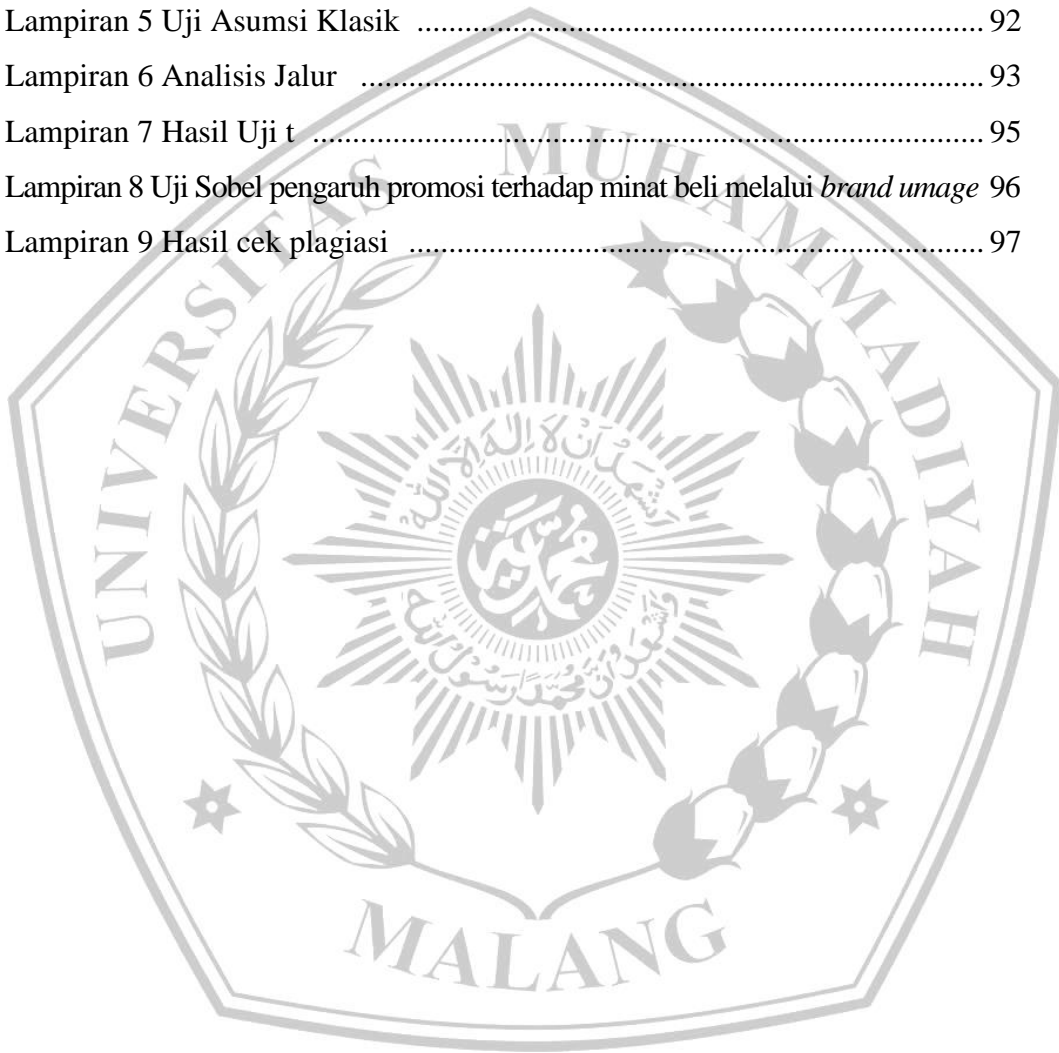 Lampiran 5 Uji Asumsi Klasik ....................................................................... 92
Lampiran 6 Analisis Jalur .................................................................................. 93
Lampiran 7 Hasil Uji t .................................................................................... 95
Lampiran 8 Uji Sobel pengaruh promosi terhadap minat beli melalui brand umage 96
Lampiran 9 Hasil cek plagiasi ........................................................................ 97
UNIVERSITAS MUHAMMADIYAH
MALANG